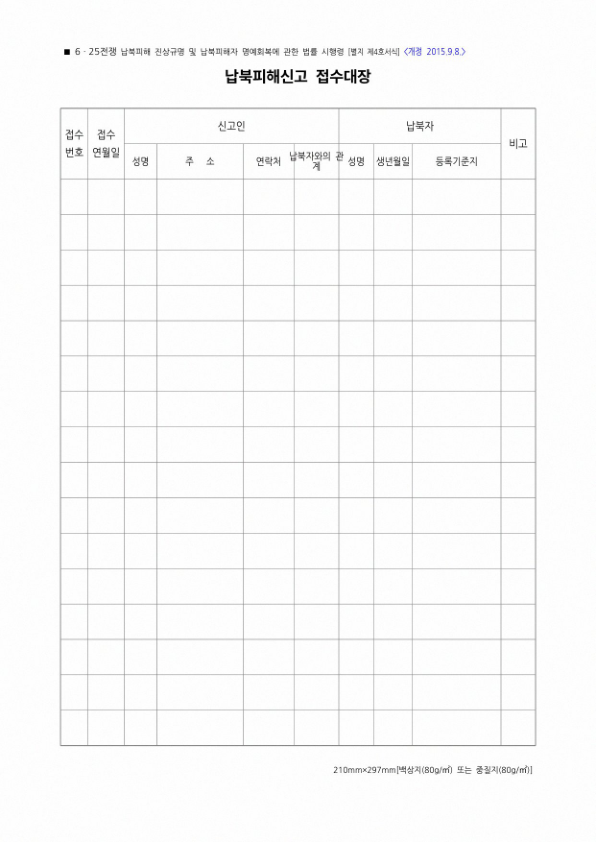 ■ 6ㆍ25전쟁 납북피해 진상규명 및 납북피해자 명예회복에 관한 법률 시행령 [별지 제4호서식] <개정 2015.9.8.>
납북피해신고 접수대장
접수 번호
접수 연월일
신고인
납북자
비고
성명
주 소
연락처
납북자와의 관계
성명
생년월일
등록기준지
210mm×297mm[백상지(80g/㎡) 또는 중질지(80g/㎡)]